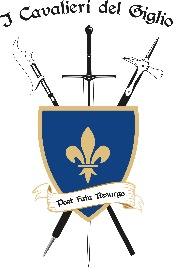 I Cavalieri del Giglio
Post Fata Resurgo